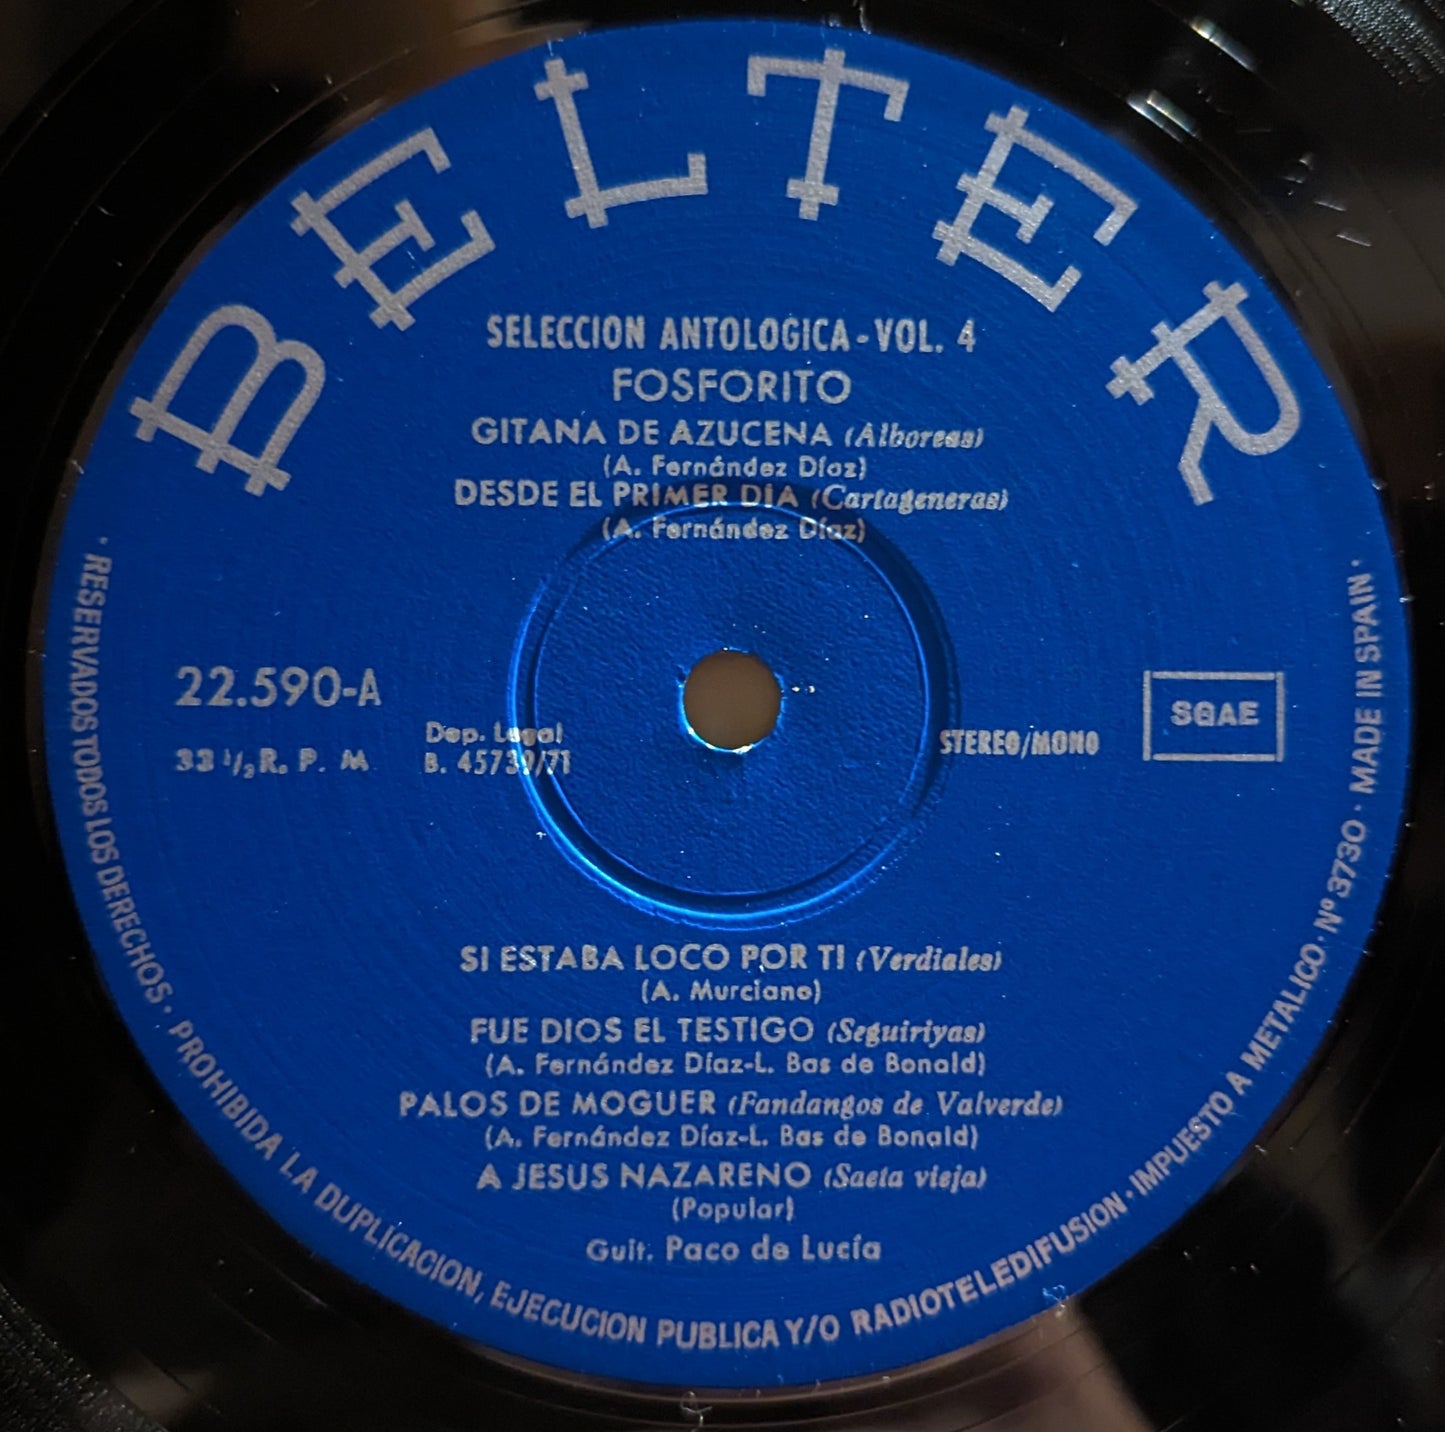 BELTER
SELECCION ANTOLOGICA - VOL. 4
FOSFORITO
GITANA DE AZUCENA (Alboreas)
(A. Fernández Díaz)
DESDE EL PRIMER DIA (Cartageneras)
(A. Fernández Díaz)
22.590-A
33 1/3 R. P. M
Dep. Legal
B. 45739/71
STEREO/MONO
SGAE
SI ESTABA LOCO POR TI (Verdiales)
(A. Murciano)
FUE DIOS EL TESTIGO (Seguiriyas)
(A. Fernández Díaz-L. Bas de Bonald)
PALOS DE MOGUER (Fandangos de Valverde)
(A. Fernández Díaz-L. Bas de Bonald)
A JESUS NAZARENO (Saeta vieja)
(Popular)
Guit. Paco de Lucía
· RESERVADOS TODOS LOS DERECHOS · PROHIBIDA LA DUPLICACION, EJECUCION PUBLICA Y/O RADIOTELEDIFUSION · IMPUESTO A METALICO · Nº 3730 · MADE IN SPAIN ·